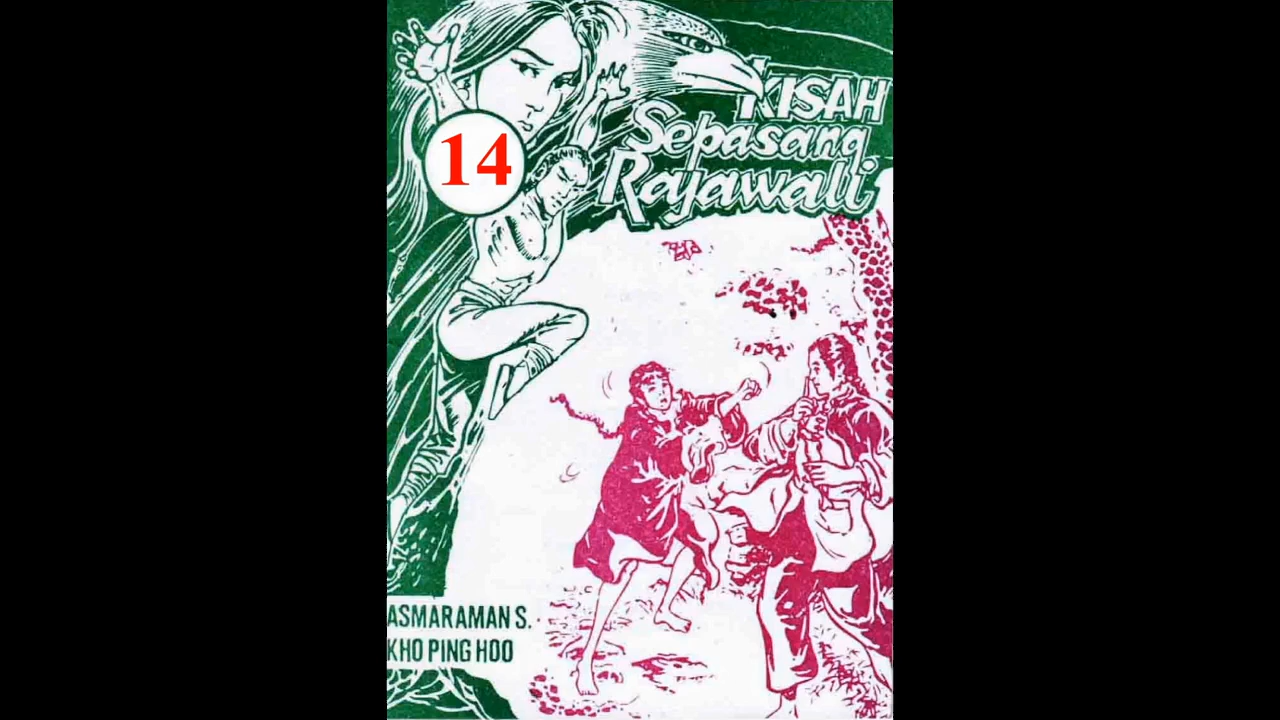 KISAH
Sepasang
Rajawali
14
ASMARAMAN S.
KHO PING HOO